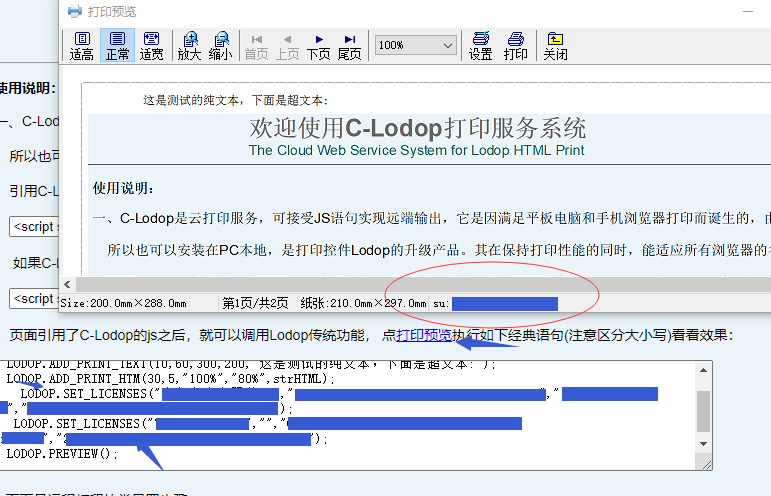 打印预览
适高 正常 适宽 放大 缩小 首页 上页 下页 尾页 100% 设置 打印 关闭
这是测试的纯文本，下面是超文本：
欢迎使用C-Lodop打印服务系统
The Cloud Web Service System for Lodop HTML Print
使用说明：
使用说明：
一、C-Lod
一、C-Lodop是云打印服务，可接受JS语句实现远端输出，它是因满足平板电脑和手机浏览器打印而诞生的，
所以也可
所以也可以安装在PC本地，是打印控件Lodop的升级产品。其在保持打印性能的同时，能适应所有浏览器的
引用C-L
<script s
如果C-L
<script s
Size:200.0mm×288.0mm 第1页/共2页 纸张:210.0mm×297.0mm su:
页面引用了C-Lodop的js之后，就可以调用Lodop传统功能，点打印预览执行如下经典语句(注意区分大小写)看看效果：
LODOP.ADD_PRINT_TEXT(10,60,300,200,"这是测试的纯文本，下面是超文本:");
LODOP.ADD_PRINT_HTM(30,5,"100%","80%",strHTML);
LODOP.SET_LICENSES("","","
","");
LODOP.SET_LICENSES("","",
","");
LODOP.PREVIEW();